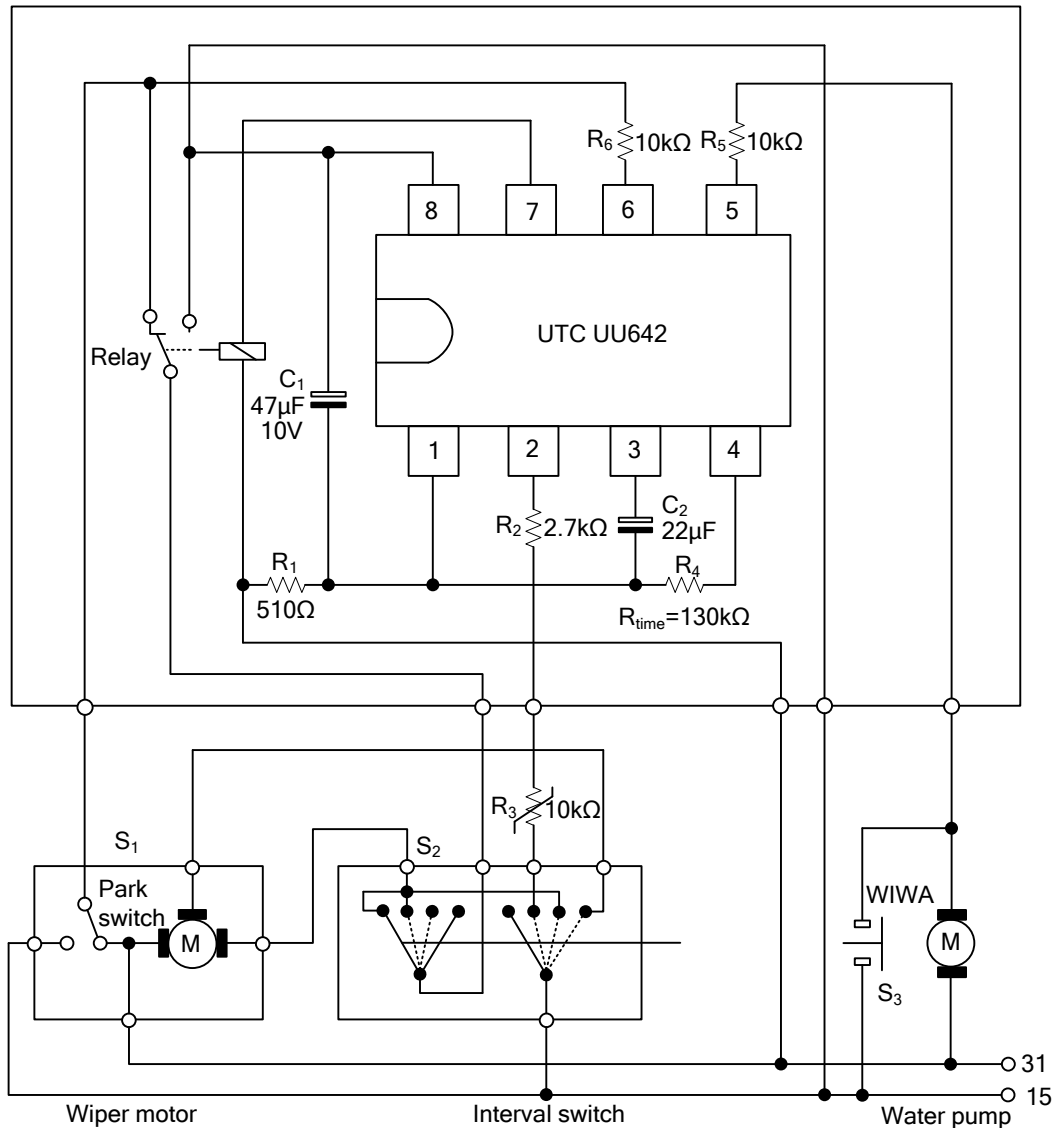 R6 10kΩ R5 10kΩ
8 7 6 5
UTC UU642
Relay
C1
47µF
10V
1 2 3 4
R2 2.7kΩ
C2
22µF
R1
510Ω
R4
Rtime=130kΩ
R3 10kΩ
S1
S2
Park
switch
M
WIWA
M
S3
31
15
Wiper motor Interval switch Water pump